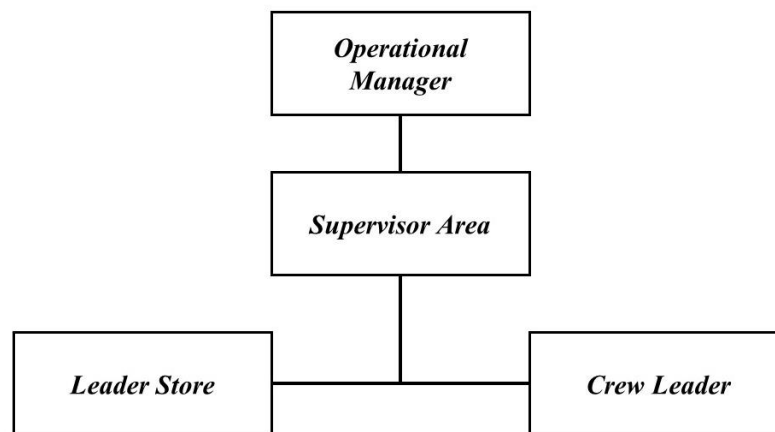 Operational
Manager
Supervisor Area
Leader Store
Crew Leader